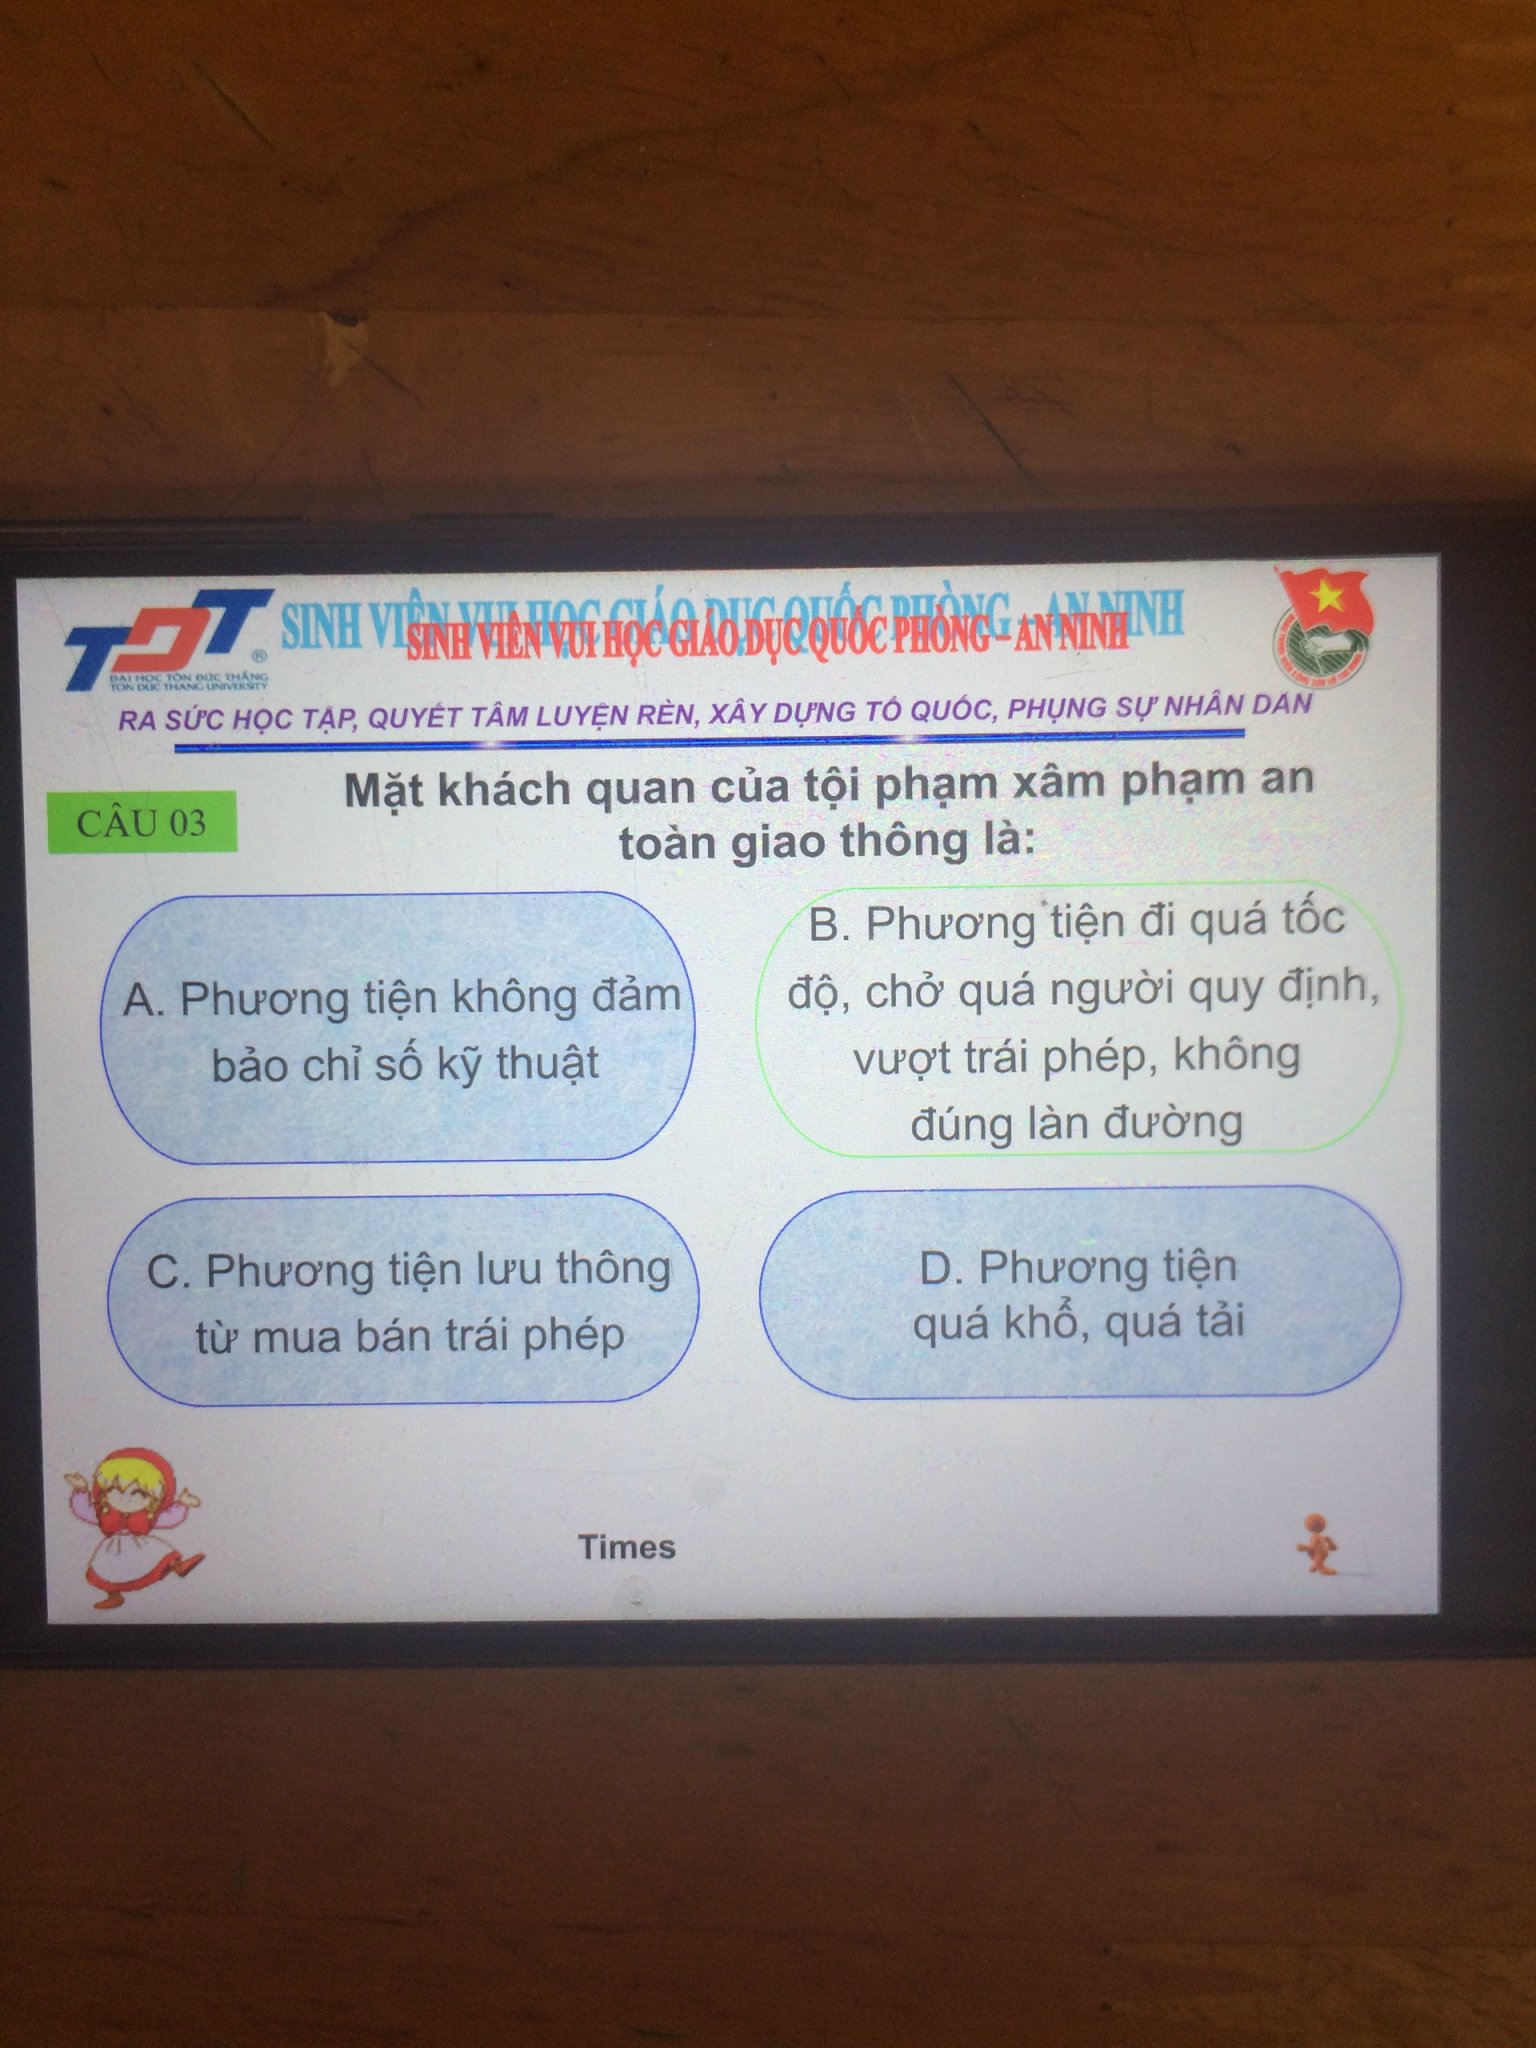 TDT®
ĐẠI HỌC TÔN ĐỨC THẮNG
TON DUC THANG UNIVERSITY
SINH VIÊN VUI HỌC GIÁO DỤC QUỐC PHÒNG – AN NINH
RA SỨC HỌC TẬP, QUYẾT TÂM LUYỆN RÈN, XÂY DỰNG TỔ QUỐC, PHỤNG SỰ NHÂN DÂN
CÂU 03
Mặt khách quan của tội phạm xâm phạm an
toàn giao thông là:
A. Phương tiện không đảm
bảo chỉ số kỹ thuật
B. Phương tiện đi quá tốc
độ, chở quá người quy định,
vượt trái phép, không
đúng làn đường
C. Phương tiện lưu thông
từ mua bán trái phép
D. Phương tiện
quá khổ, quá tải
Times